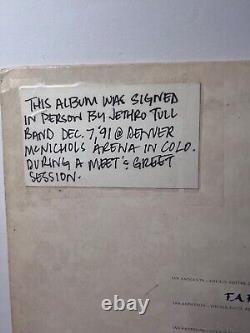 THIS ALBUM WAS SIGNED
IN PERSON BY JETHRO TULL
BAND DEC. 7, '91 @ DENVER
MCNICHOLS ARENA IN COLO.
DURING A MEET & GREET
SESSION.
ebay